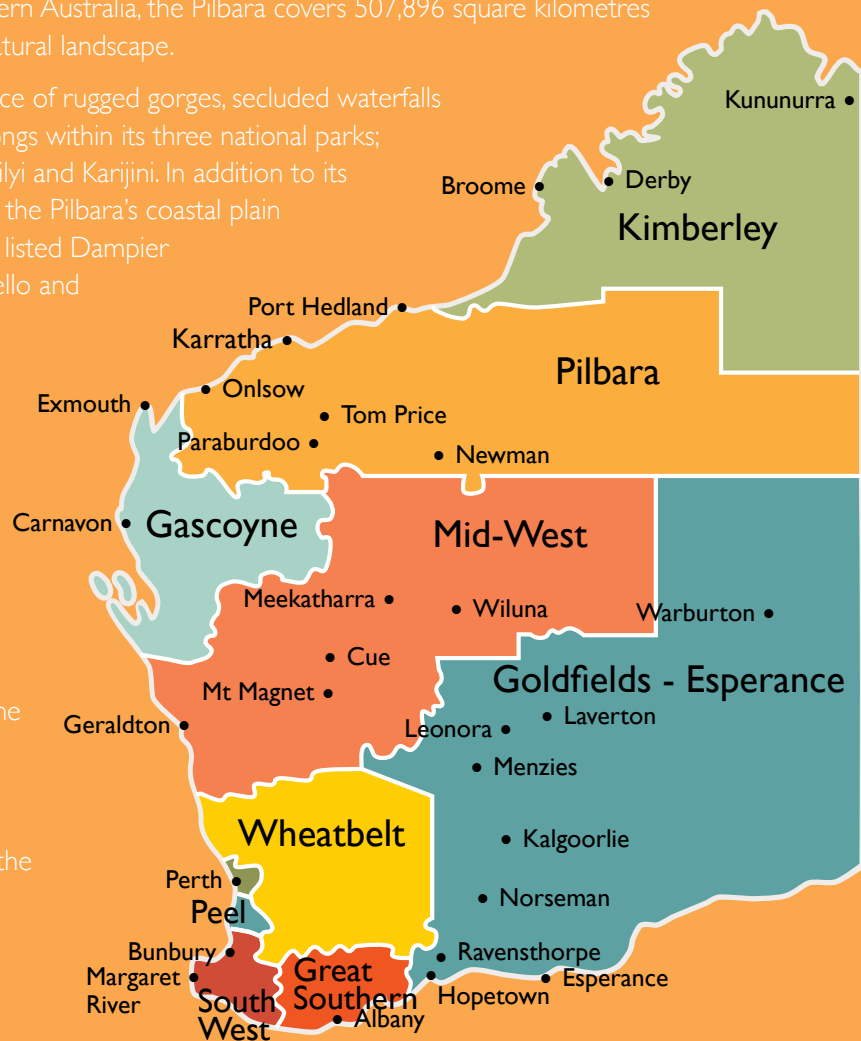 ern Australia, the Pilbara covers 507,896 square kilometres
tural landscape.
ce of rugged gorges, secluded waterfalls
ongs within its three national parks;
ilyi and Karijini. In addition to its
the Pilbara's coastal plain
listed Dampier
ello and
Kununurra
Broome
Derby
Kimberley
Port Hedland
Karratha
Pilbara
Onlsow
Exmouth
Tom Price
Paraburdoo
Newman
Carnavon
Gascoyne
Mid-West
Meekatharra
Wiluna
Warburton
Cue
Goldfields - Esperance
Mt Magnet
ne
Geraldton
Laverton
Leonora
Menzies
Wheatbelt
Kalgoorlie
the
Perth
Norseman
Peel
Bunbury
Ravensthorpe
Margaret
River
Great
Southern
Esperance
Hopetown
South
West
Albany